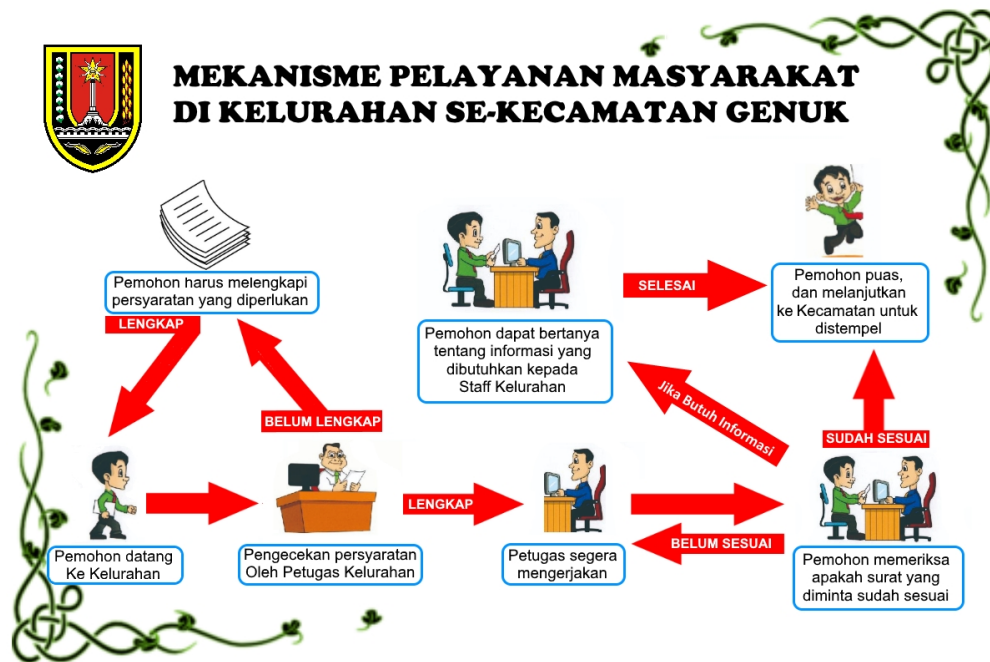 MEKANISME PELAYANAN MASYARAKAT
DI KELURAHAN SE-KECAMATAN GENUK
Pemohon harus melengkapi
persyaratan yang diperlukan
LENGKAP
BELUM LENGKAP
Pemohon datang
Ke Kelurahan
Pengecekan persyaratan
Oleh Petugas Kelurahan
LENGKAP
Petugas segera
mengerjakan
BELUM SESUAI
Pemohon memeriksa
apakah surat yang
diminta sudah sesuai
Jika Butuh Informasi
Pemohon dapat bertanya
tentang informasi yang
dibutuhkan kepada
Staff Kelurahan
SELESAI
SUDAH SESUAI
Pemohon puas,
dan melanjutkan
ke Kecamatan untuk
distempel